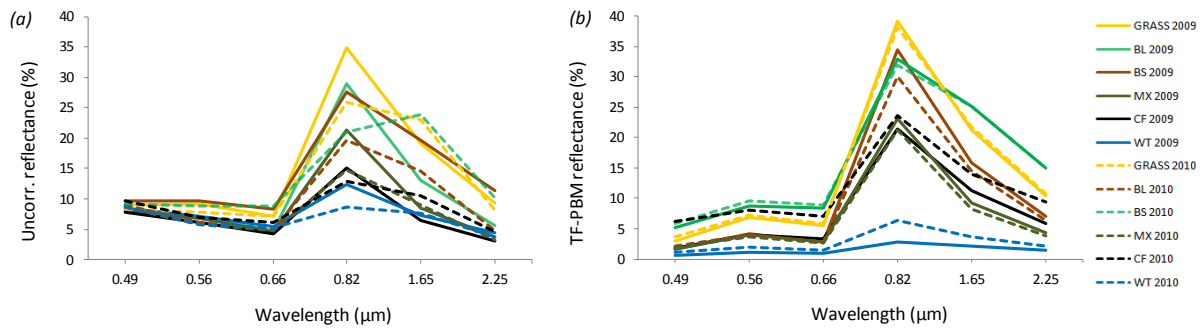 (a)
Uncorr. reflectance (%)
40
35
30
25
20
15
10
5
0
0.49 0.56 0.66 0.82 1.65 2.25
Wavelength (µm)
(b)
TF-PBM reflectance (%)
40
35
30
25
20
15
10
5
0
0.49 0.56 0.66 0.82 1.65 2.25
Wavelength (µm)
GRASS 2009
BL 2009
BS 2009
MX 2009
CF 2009
WT 2009
GRASS 2010
BL 2010
BS 2010
MX 2010
CF 2010
WT 2010